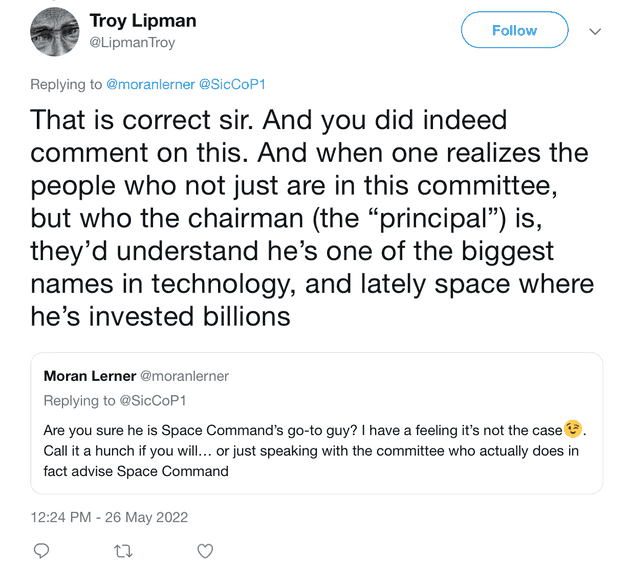 Troy Lipman
@LipmanTroy
Follow
Replying to @moranlerner @SicCoP1
That is correct sir. And you did indeed
comment on this. And when one realizes the
people who not just are in this committee,
but who the chairman (the “principal”) is,
they’d understand he’s one of the biggest
names in technology, and lately space where
he’s invested billions
Moran Lerner @moranlerner
Replying to @SicCoP1
Are you sure he is Space Command’s go-to guy? I have a feeling it’s not the case😉.
Call it a hunch if you will... or just speaking with the committee who actually does in
fact advise Space Command
12:24 PM - 26 May 2022